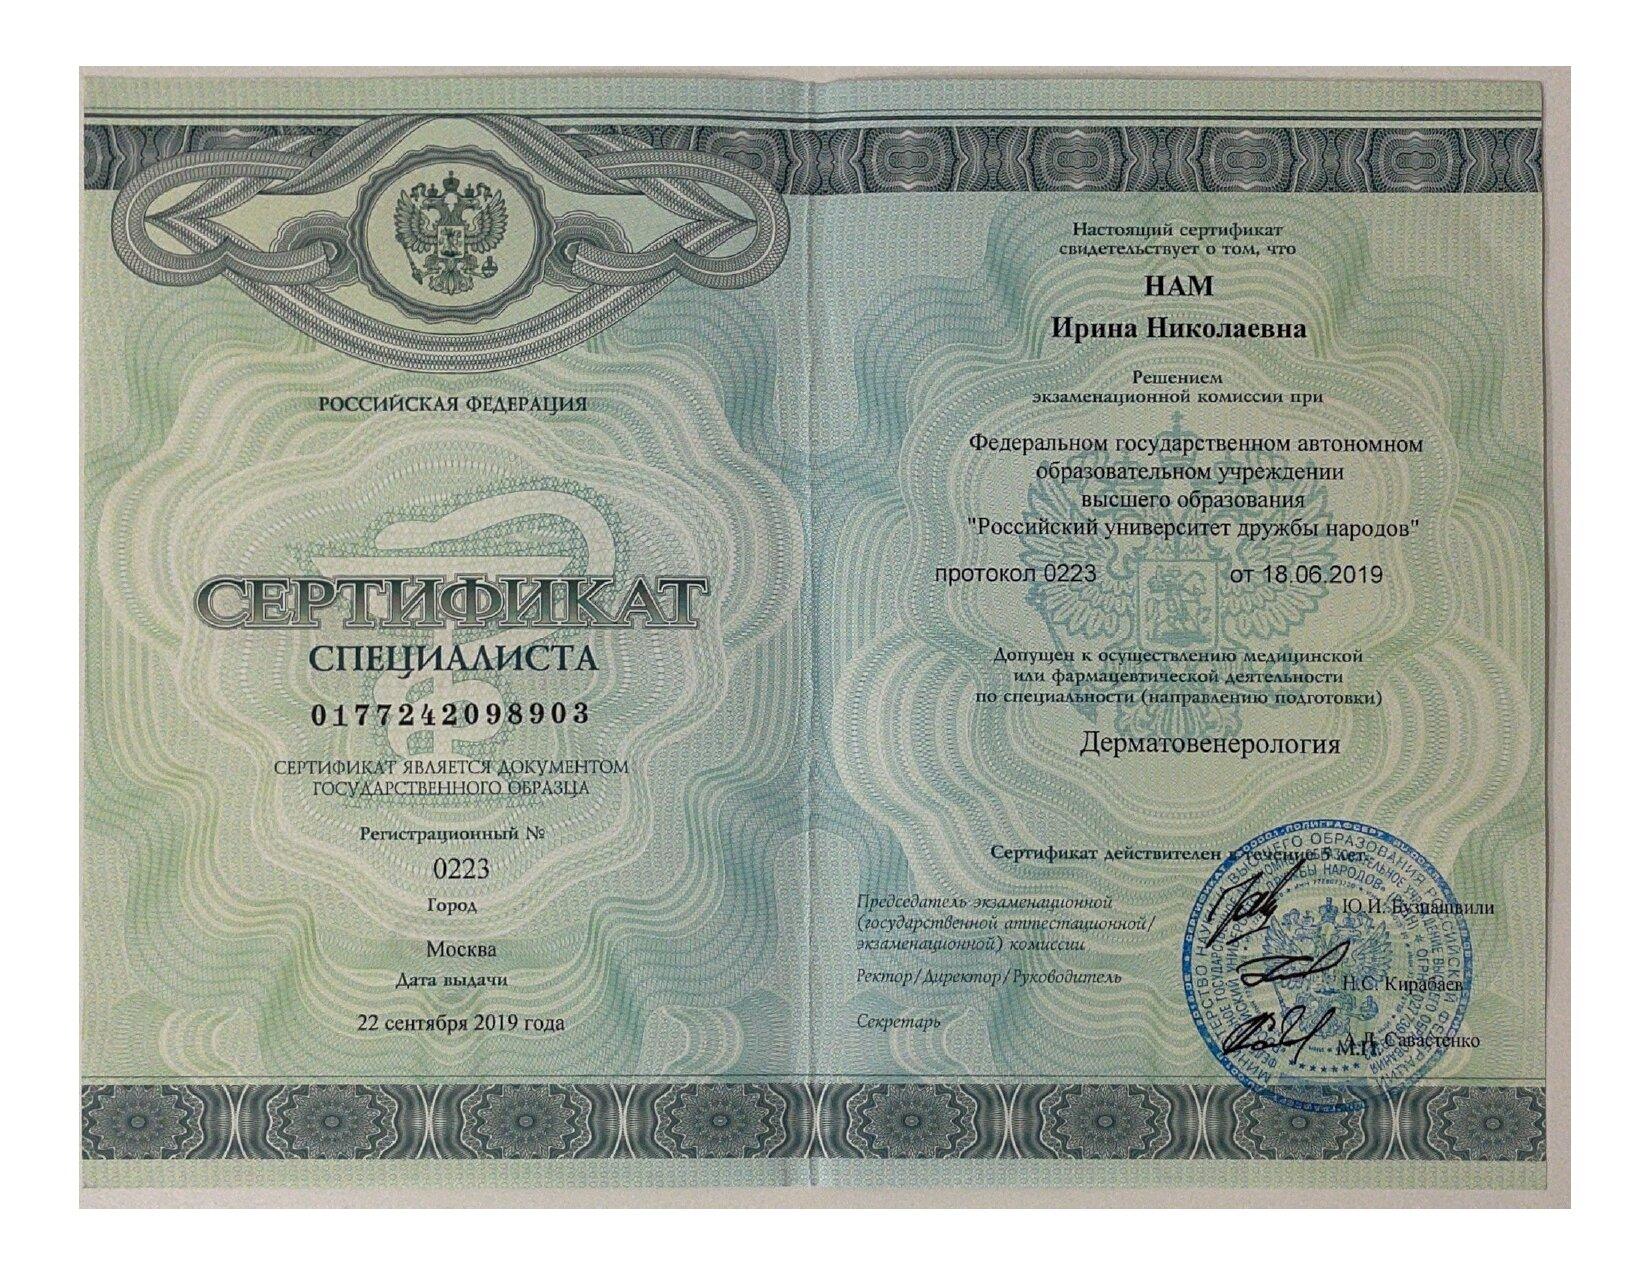 РОССИЙСКАЯ ФЕДЕРАЦИЯ
СЕРТИФИКАТ
СПЕЦИАЛИСТА
0177242098903
СЕРТИФИКАТ ЯВЛЯЕТСЯ ДОКУМЕНТОМ
ГОСУДАРСТВЕННОГО ОБРАЗЦА
Регистрационный №
0223
Город
Москва
Дата выдачи
22 сентября 2019 года
Настоящий сертификат
свидетельствует о том, что
НАМ
Ирина Николаевна
Решением
экзаменационной комиссии при
Федеральном государственном автономном
образовательном учреждении
высшего образования
"Российский университет дружбы народов"
протокол 0223 от 18.06.2019
Допущен к осуществлению медицинской
или фармацевтической деятельности
по специальности (направлению подготовки)
Дерматовенерология
Сертификат действителен в течение 5 лет.
Председатель экзаменационной
(государственной аттестационной/
экзаменационной) комиссии
Ю.И. Бузиашвили
Ректор/Директор/Руководитель
Н.С. Кирабаев
Секретарь
А.Д. Савастенко
М.П.